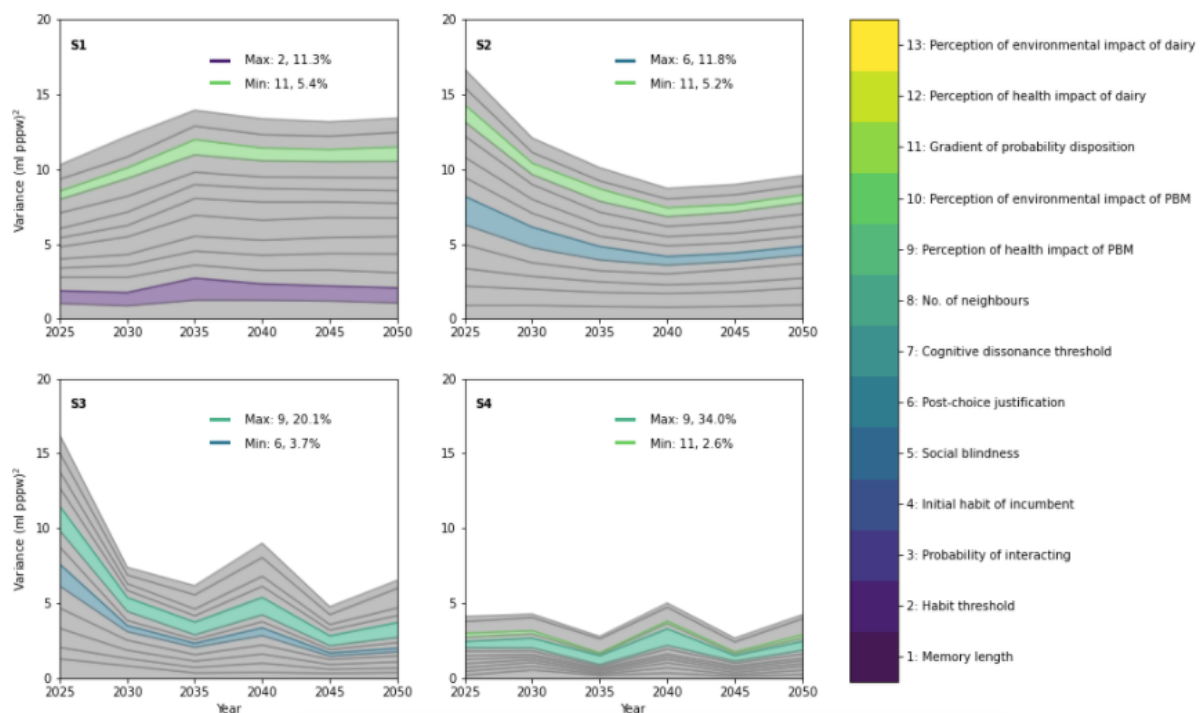 20
S1
S2
Max: 2, 11.3%
Min: 11, 5.4%
Max: 6, 11.8%
Min: 11, 5.2%
15
10
5
0
Variance (ml pppw)²
2025 2030 2035 2040 2045 2050
20
15
10
5
0
2025 2030 2035 2040 2045 2050
20
S3
S4
Max: 9, 20.1%
Min: 6, 3.7%
Max: 9, 34.0%
Min: 11, 2.6%
15
10
5
0
Variance (ml pppw)²
2025 2030 2035 2040 2045 2050
Year
20
15
10
5
0
2025 2030 2035 2040 2045 2050
Year
13: Perception of environmental impact of dairy
12: Perception of health impact of dairy
11: Gradient of probability disposition
10: Perception of environmental impact of PBM
9: Perception of health impact of PBM
8: No. of neighbours
7: Cognitive dissonance threshold
6: Post-choice justification
5: Social blindness
4: Initial habit of incumbent
3: Probability of interacting
2: Habit threshold
1: Memory length